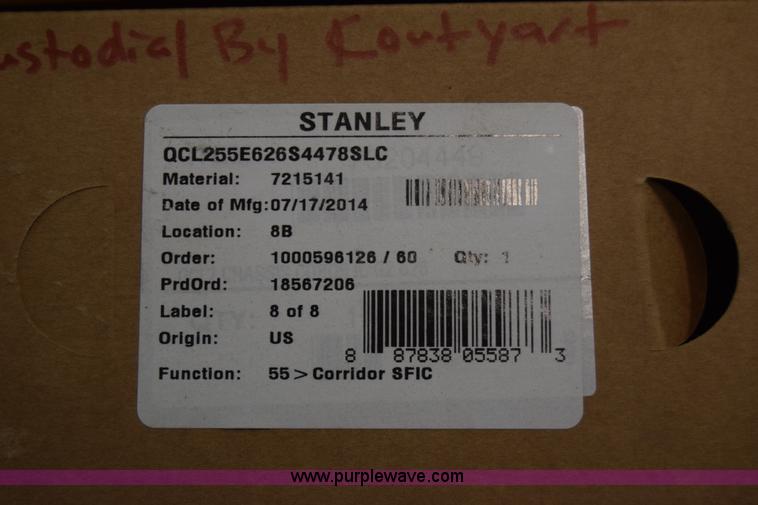 ustodial By Koutyart
STANLEY
QCL255E626S4478SLC
Material: 7215141
Date of Mfg: 07/17/2014
Location: 8B
Order: 1000596126 / 60 Qty: 1
PrdOrd: 18567206
Label: 8 of 8
Origin: US
8 87838 05587 3
Function: 55 > Corridor SFIC
www.purplewave.com